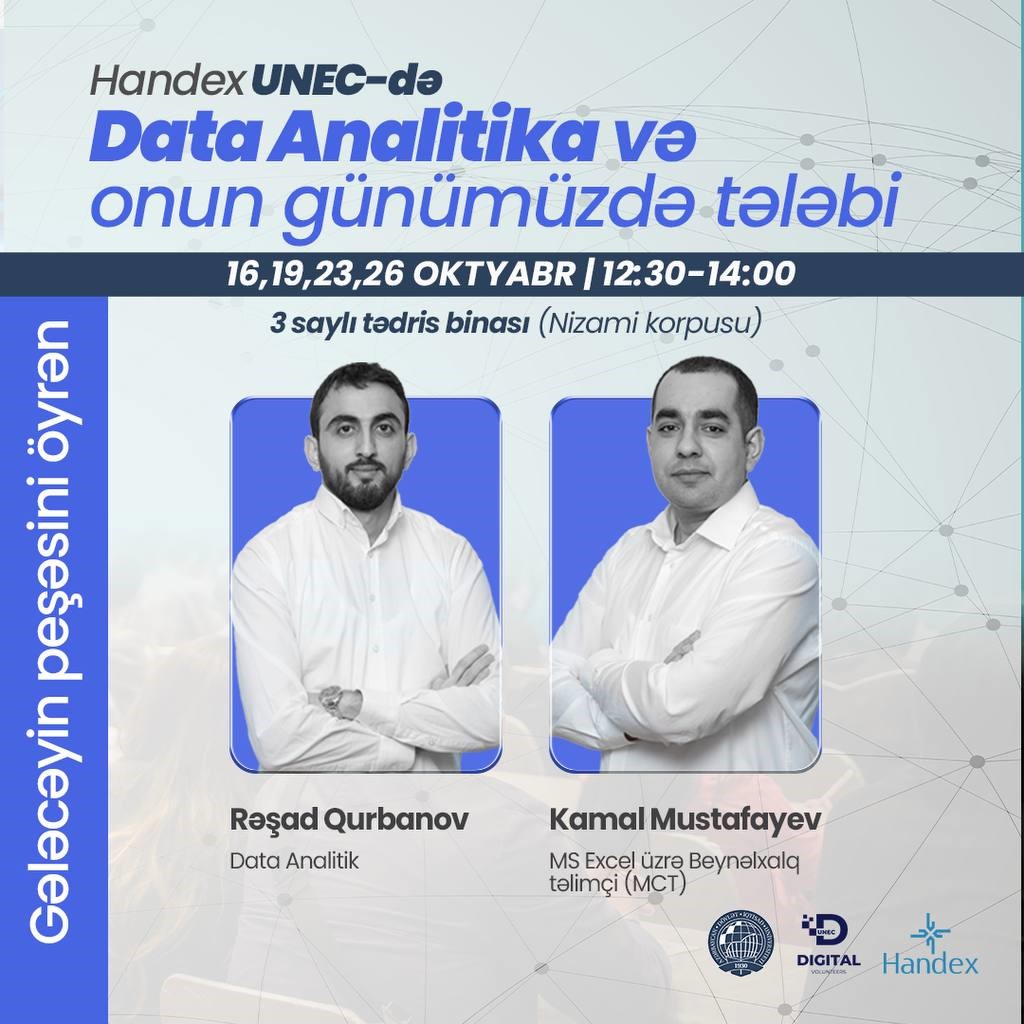 Handex UNEC-də
Data Analitika və
onun günümüzdə tələbi
16,19,23,26 OKTYABR | 12:30-14:00
3 saylı tədris binası (Nizami korpusu)
Gələcəyin peşəsini öyrən
Rəşad Qurbanov
Data Analitik
Kamal Mustafayev
MS Excel üzrə Beynəlxalq
təlimçi (MCT)
1930
UNEC
DIGITAL
VOLUNTEERS
Handex